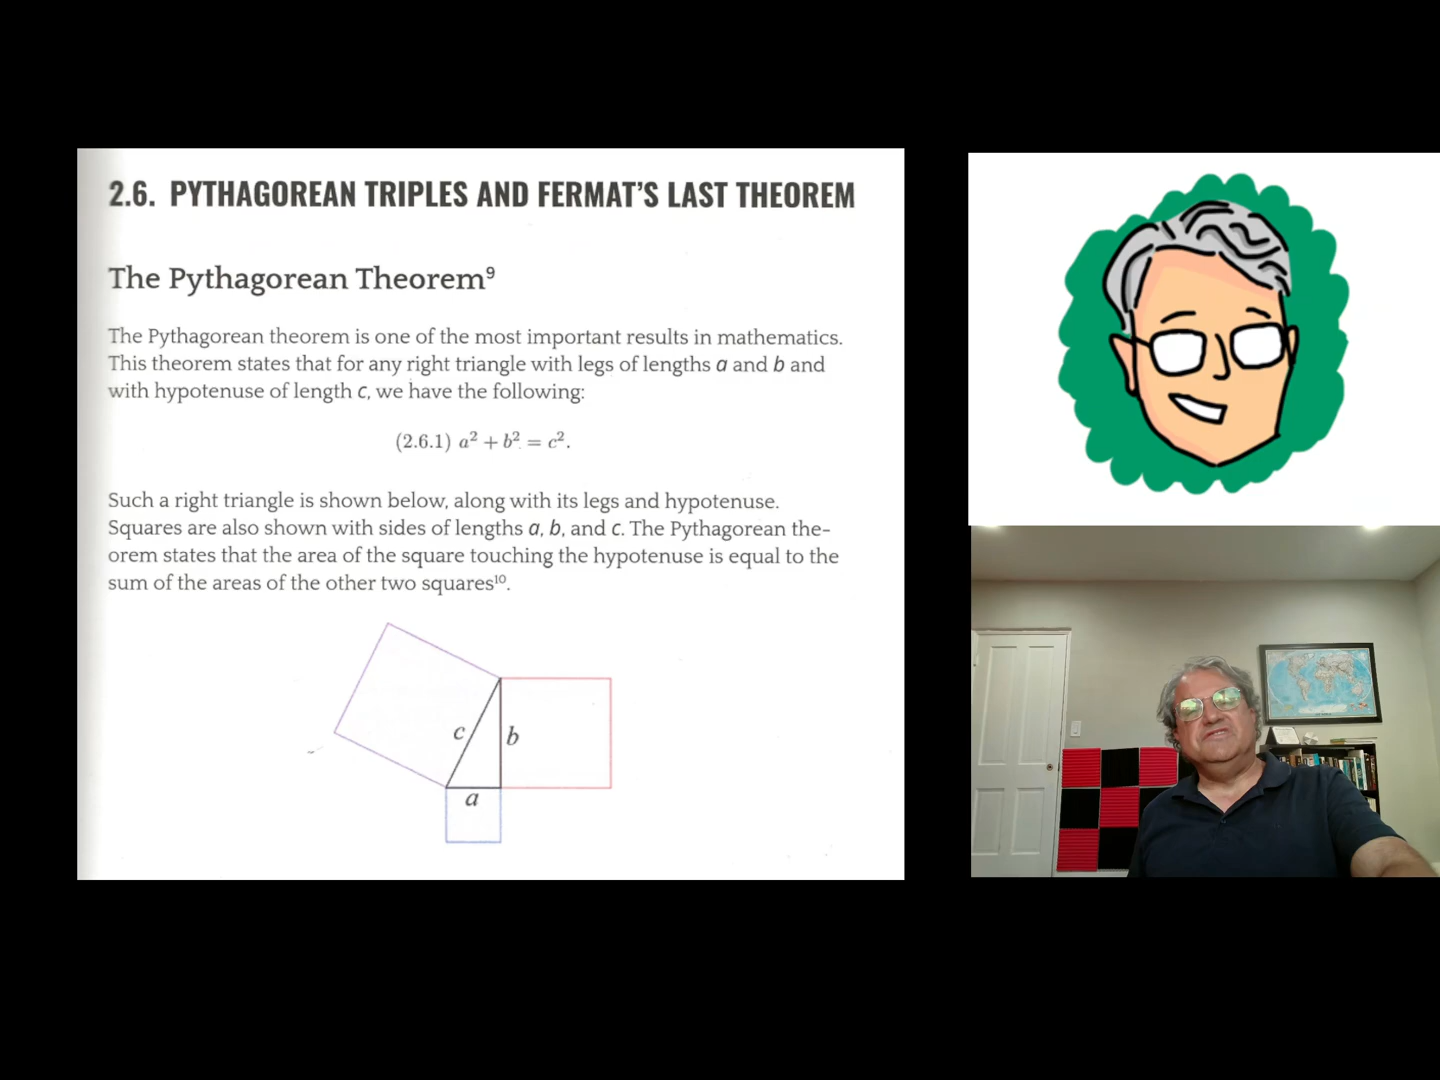 2.6. PYTHAGOREAN TRIPLES AND FERMAT'S LAST THEOREM
The Pythagorean Theorem⁹
The Pythagorean theorem is one of the most important results in mathematics.
This theorem states that for any right triangle with legs of lengths a and b and
with hypotenuse of length c, we have the following:
(2.6.1) a² + b² = c².
Such a right triangle is shown below, along with its legs and hypotenuse.
Squares are also shown with sides of lengths a, b, and c. The Pythagorean the-
orem states that the area of the square touching the hypotenuse is equal to the
sum of the areas of the other two squares¹⁰.
c
b
a